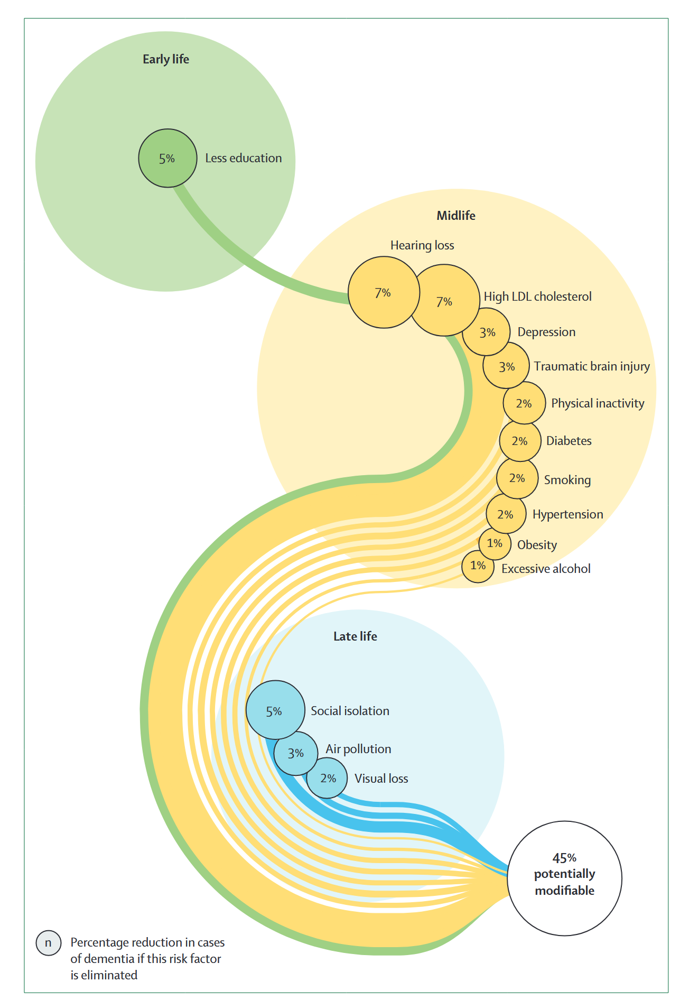 Early life
5%
Less education
Midlife
Hearing loss
7%
7%
High LDL cholesterol
3%
Depression
3%
Traumatic brain injury
2%
Physical inactivity
2%
Diabetes
2%
Smoking
2%
Hypertension
1%
Obesity
1%
Excessive alcohol
Late life
5%
Social isolation
3%
Air pollution
2%
Visual loss
45%
potentially
modifiable
n
Percentage reduction in cases
of dementia if this risk factor
is eliminated